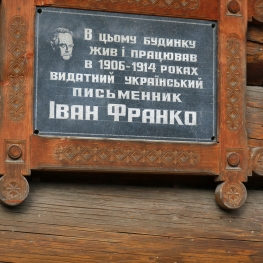 В цьому будинку
жив і працював
в 1906-1914 роках
видатний український
письменник
Іван Франко